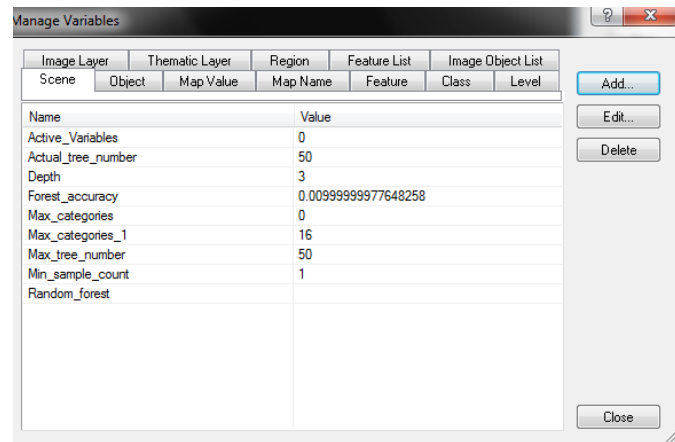 Manage Variables
Image Layer Thematic Layer Region Feature List Image Object List
Scene Object Map Value Map Name Feature Class Level
Add...
Name Value
Edit...
Active_Variables 0
Actual_tree_number 50
Delete
Depth 3
Forest_accuracy 0.00999999977648258
Max_categories 0
Max_categories_1 16
Max_tree_number 50
Min_sample_count 1
Random_forest
Close